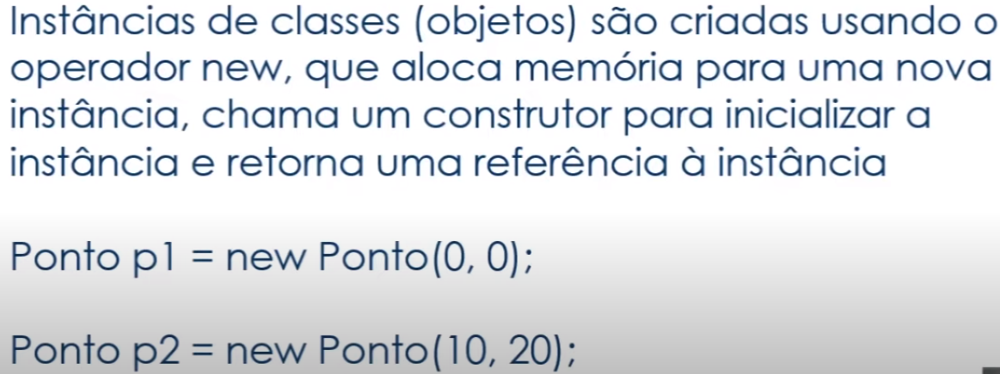 Instâncias de classes (objetos) são criadas usando o
operador new, que aloca memória para uma nova
instância, chama um construtor para inicializar a
instância e retorna uma referência à instância
Ponto p1 = new Ponto(0, 0);
Ponto p2 = new Ponto(10, 20);